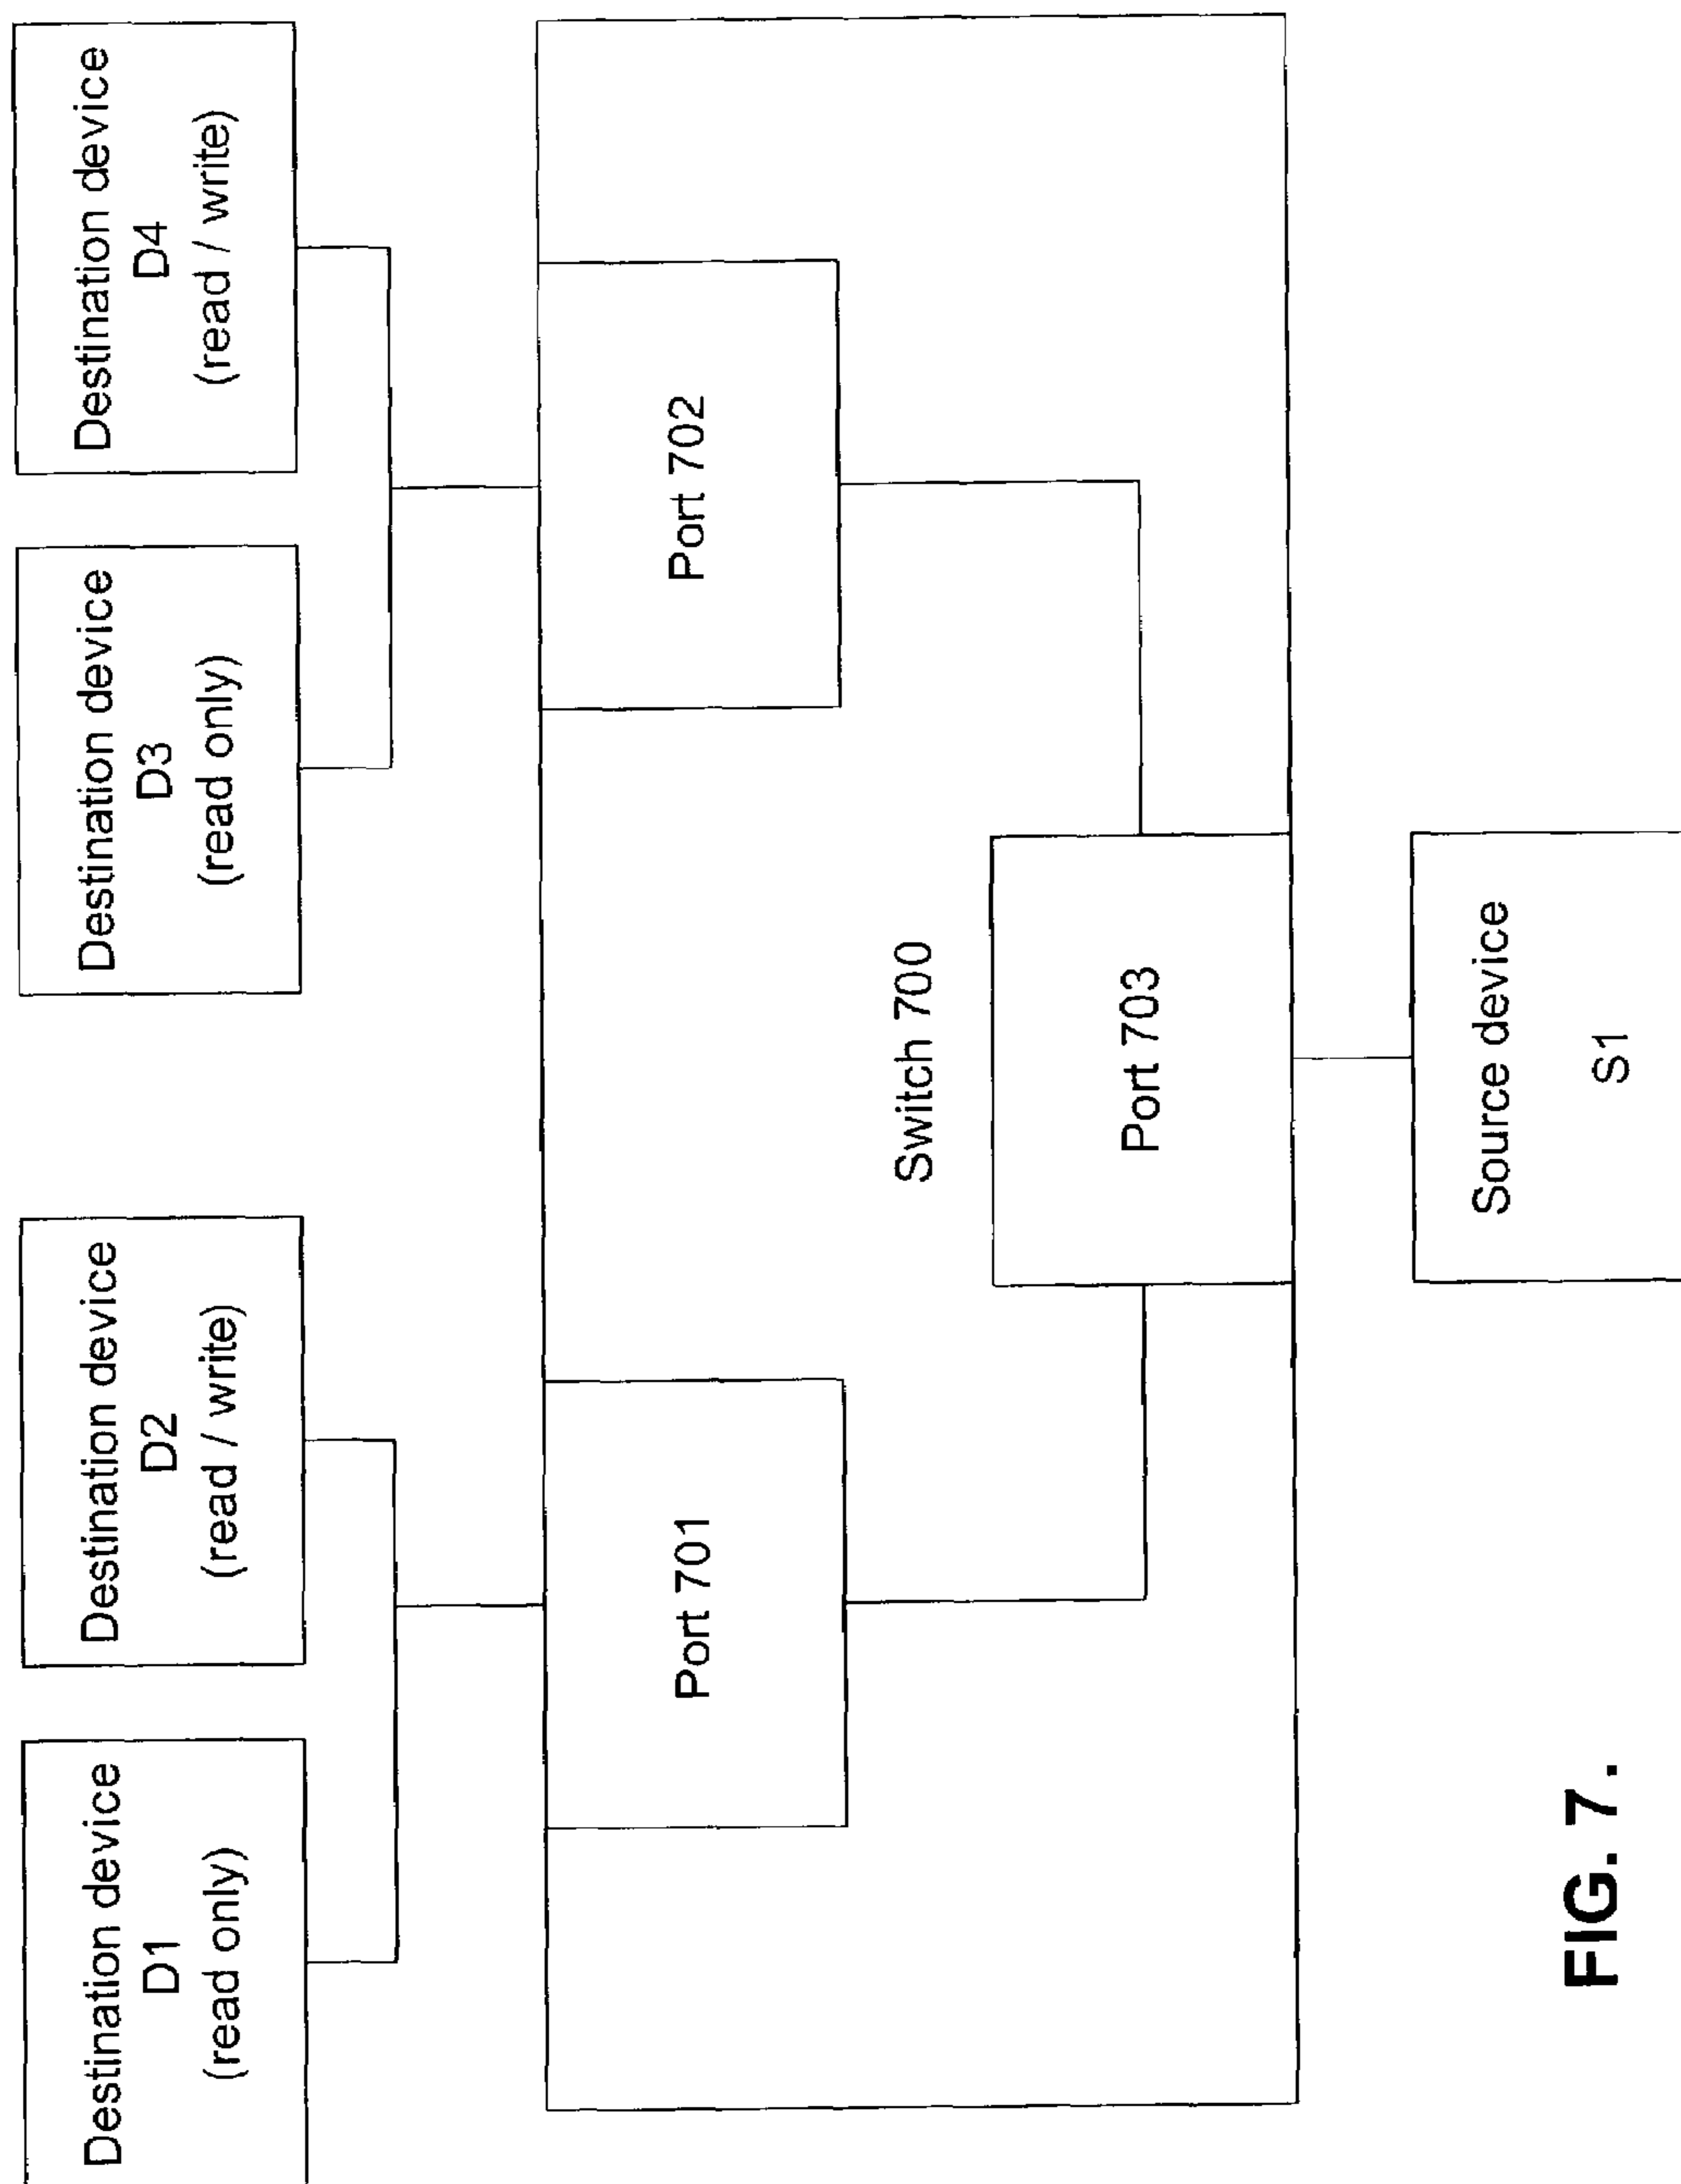 Destination device
D1
(read only)
Destination device
D2
(read / write)
Destination device
D3
(read only)
Destination device
D4
(read / write)
Port 701
Port 702
Switch 700
Port 703
Source device
S1
FIG. 7.